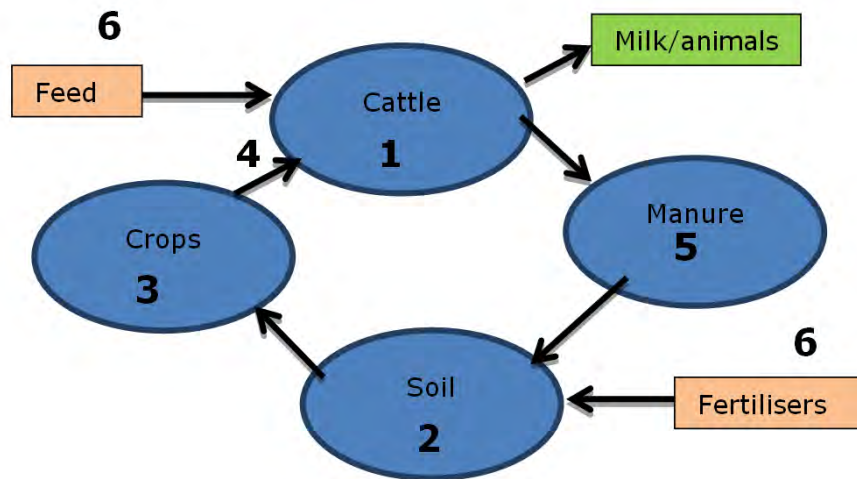 6
Milk/animals
Feed
Cattle
1
4
Crops
3
Manure
5
6
Soil
2
Fertilisers